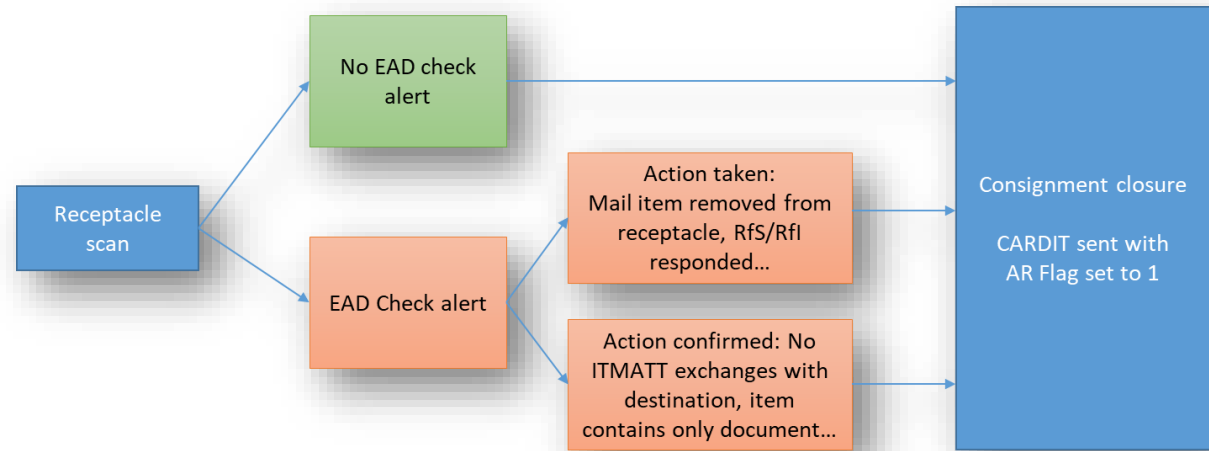 No EAD check
alert
Receptacle
scan
EAD Check alert
Action taken:
Mail item removed from
receptacle, RfS/RfI
responded…
Action confirmed: No
ITMATT exchanges with
destination, item
contains only document…
Consignment closure
CARDIT sent with
AR Flag set to 1